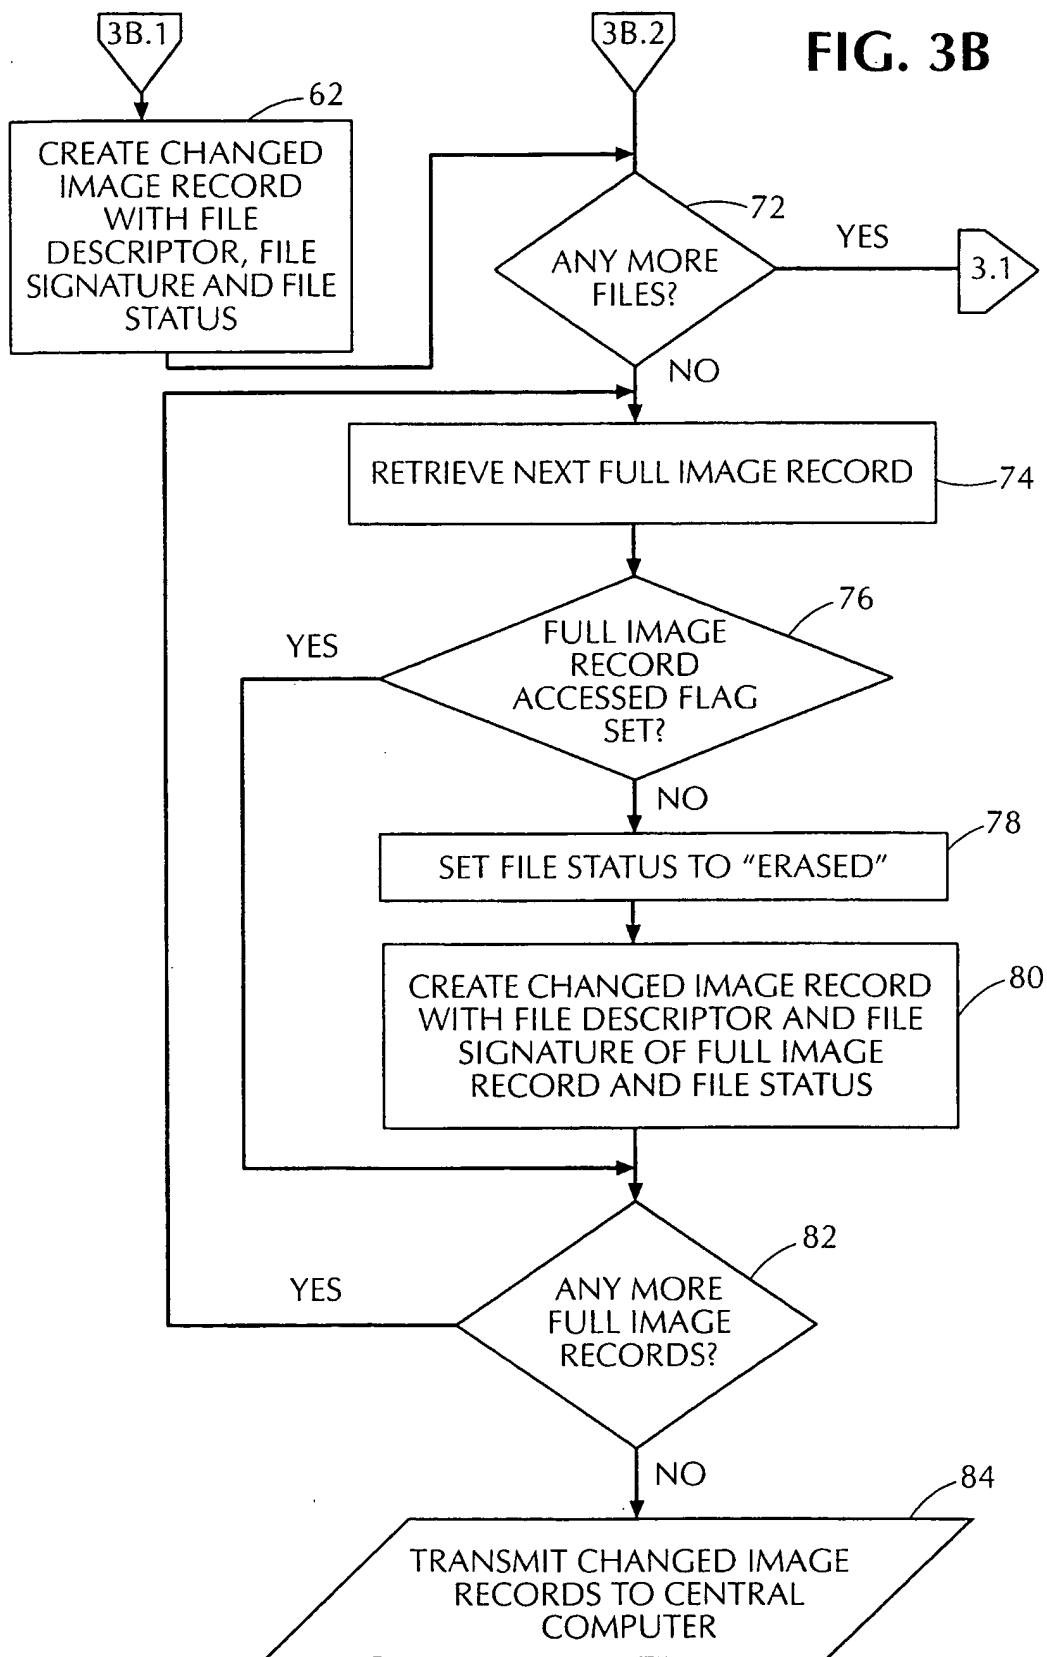 3B.1
3B.2
FIG. 3B
62
CREATE CHANGED
IMAGE RECORD
WITH FILE
DESCRIPTOR, FILE
SIGNATURE AND FILE
STATUS
72
ANY MORE
FILES?
YES
3.1
NO
RETRIEVE NEXT FULL IMAGE RECORD
74
76
FULL IMAGE
RECORD
ACCESSED FLAG
SET?
YES
NO
78
SET FILE STATUS TO “ERASED”
80
CREATE CHANGED IMAGE RECORD
WITH FILE DESCRIPTOR AND FILE
SIGNATURE OF FULL IMAGE
RECORD AND FILE STATUS
82
ANY MORE
FULL IMAGE
RECORDS?
YES
NO
84
TRANSMIT CHANGED IMAGE
RECORDS TO CENTRAL
COMPUTER